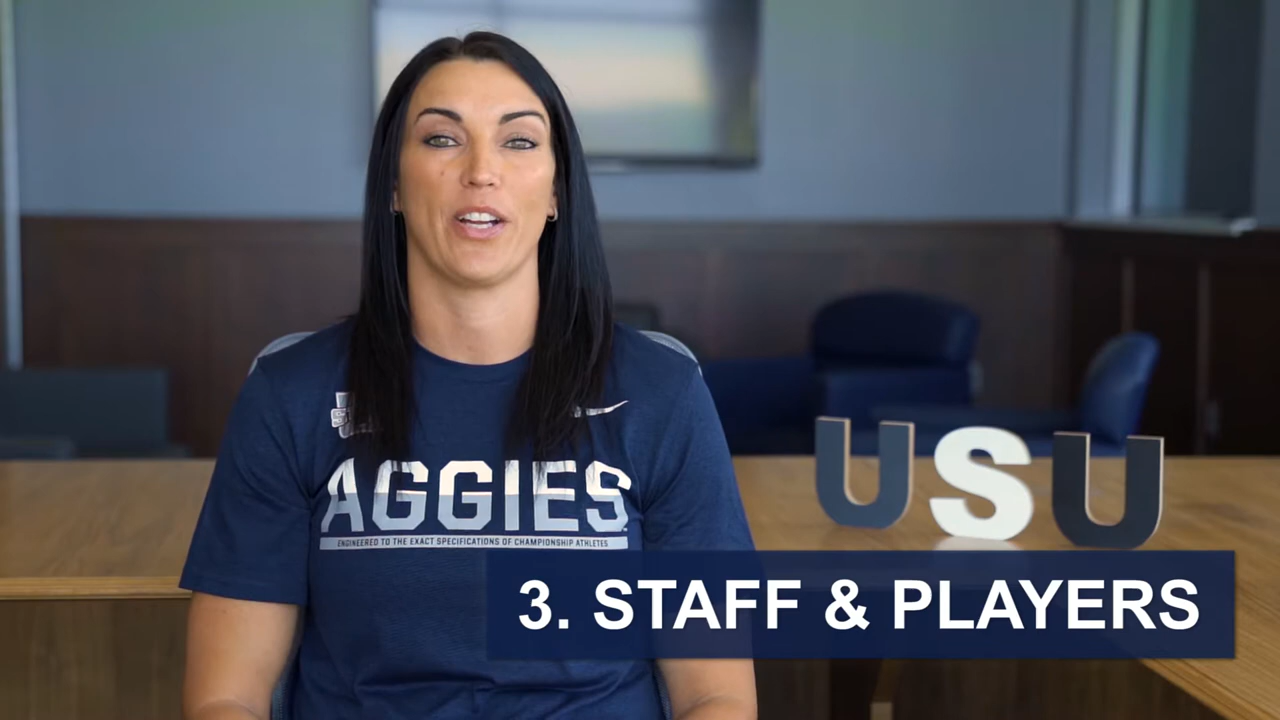 AGGIES
ENGINEERED TO THE EXACT SPECIFICATIONS OF CHAMPIONSHIP ATHLETES
USU
3. STAFF & PLAYERS